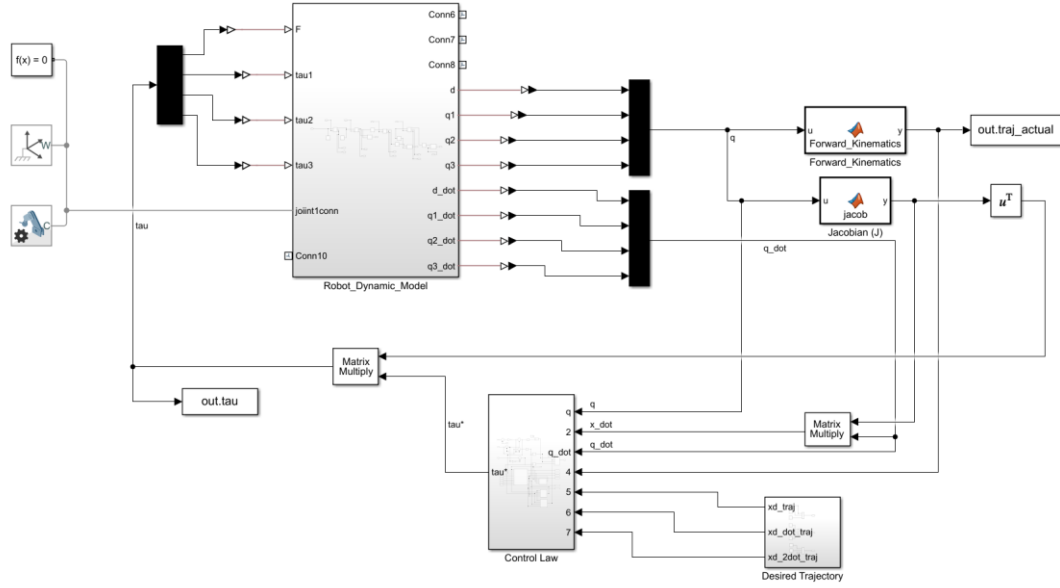 f(x) = 0
W
C
F
tau1
tau2
tau3
joiint1conn
Conn10
Conn6
Conn7
Conn8
d
q1
q2
q3
d_dot
q1_dot
q2_dot
q3_dot
Robot_Dynamic_Model
tau
q
q_dot
u
y
Forward_Kinematics
Forward_Kinematics
out.traj_actual
u
y
jacob
Jacobian (J)
uᵀ
Matrix
Multiply
out.tau
tau*
tau*
q
2
q_dot
4
5
6
7
Control Law
q
x_dot
q_dot
Matrix
Multiply
xd_traj
xd_dot_traj
xd_2dot_traj
Desired Trajectory